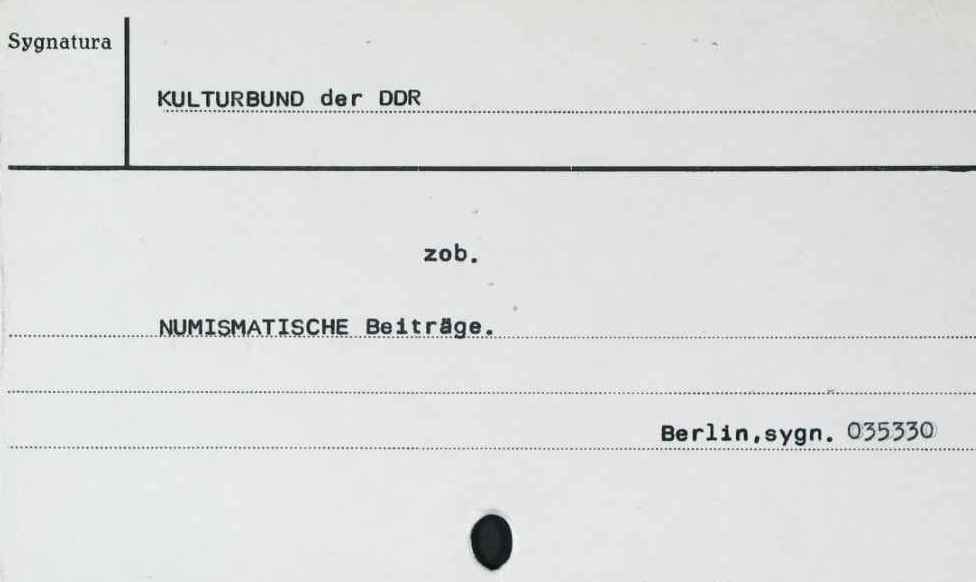 Sygnatura
KULTURBUND der DDR
zob.
NUMISMATISCHE Beiträge.
Berlin,sygn. 035330